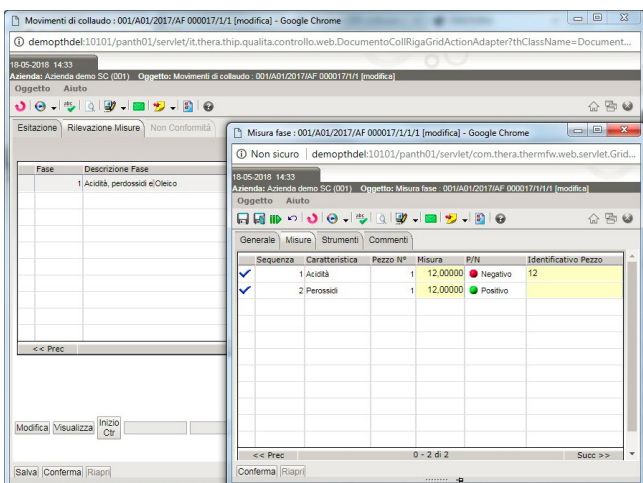 Movimenti di collaudo : 001/A01/2017/AF 000017/1/1 [modifica] - Google Chrome
demopthdel:10101/panth01/servlet/it.thera.thip.qualita.controllo.web.DocumentoCollRigaGridActionAdapter?thClassName=Document...
18-05-2018 14:33
Azienda: Azienda demo SC (001) Oggetto: Movimenti di collaudo : 001/A01/2017/AF 000017/1/1 [modifica]
Oggetto Aiuto
Esitazione Rilevazione Misure Non Conformità
Fase Descrizione Fase
1 Acidità, perdossidi e Oleico
<< Prec
Modifica Visualizza Inizio
Ctr
Salva Conferma Riapri
Misura fase : 001/A01/2017/AF 000017/1/1/1 [modifica] - Google Chrome
Non sicuro demopthdel:10101/panth01/servlet/com.thera.thermfw.web.servlet.Grid...
18-05-2018 14:33
Azienda: Azienda demo SC (001) Oggetto: Misura fase : 001/A01/2017/AF 000017/1/1/1 [modifica]
Oggetto Aiuto
Generale Misure Strumenti Commenti
Sequenza Caratteristica Pezzo N° Misura P/N Identificativo Pezzo
1 Acidità 1 12,00000 Negativo 12
2 Perossidi 1 12,00000 Positivo
<< Prec 0 - 2 di 2 Succ >>
Conferma Riapri